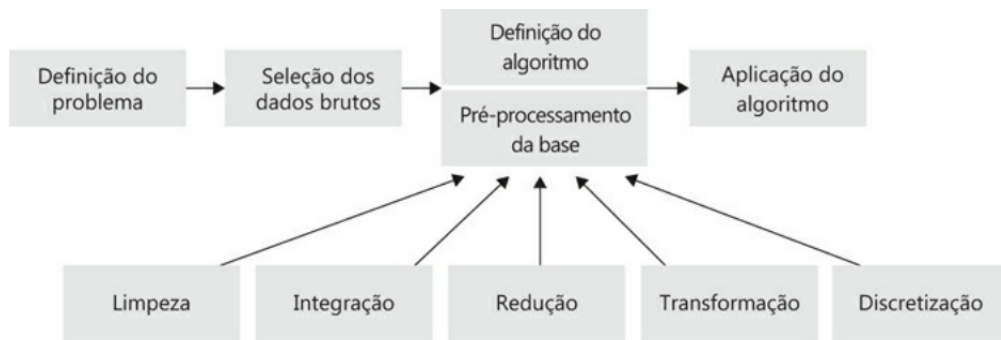 Definição do
problema
Seleção dos
dados brutos
Definição do
algoritmo
Pré-processamento
da base
Aplicação do
algoritmo
Limpeza
Integração
Redução
Transformação
Discretização